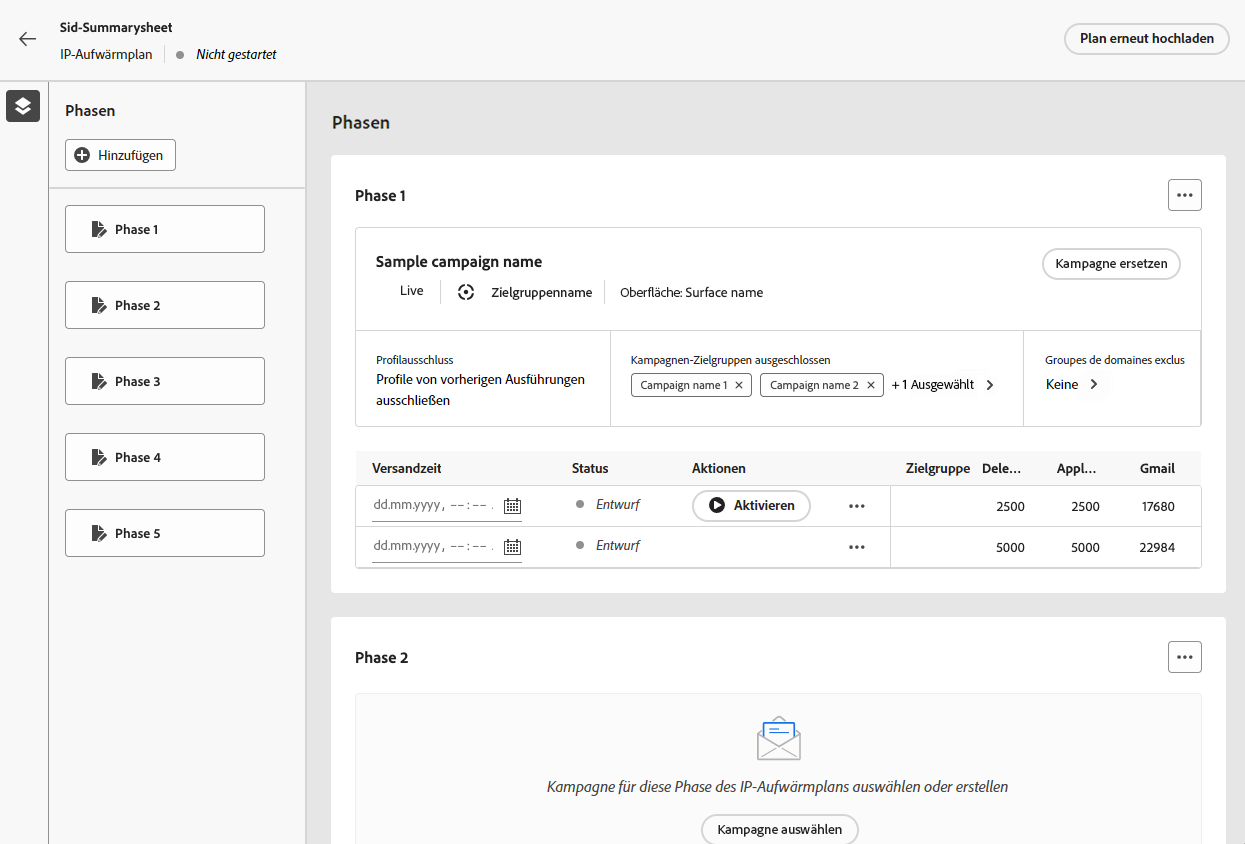 Sid-Summarysheet
IP-Aufwärmplan
Nicht gestartet
Plan erneut hochladen
Phasen
Hinzufügen
Phase 1
Phase 2
Phase 3
Phase 4
Phase 5
Phasen
Phase 1
Sample campaign name
Kampagne ersetzen
Live
Zielgruppenname
Oberfläche: Surface name
Profilausschluss
Profile von vorherigen Ausführungen
ausschließen
Kampagnen-Zielgruppen ausgeschlossen
Campaign name 1
Campaign name 2
+ 1 Ausgewählt
Groupes de domaines exclus
Keine
Versandzeit Status Aktionen Zielgruppe Dele... Appl... Gmail
dd.mm.yyyy, --:-- . Entwurf Aktivieren 2500 2500 17680
dd.mm.yyyy, --:-- . Entwurf 5000 5000 22984
Phase 2
Kampagne für diese Phase des IP-Aufwärmplans auswählen oder erstellen
Kampagne auswählen